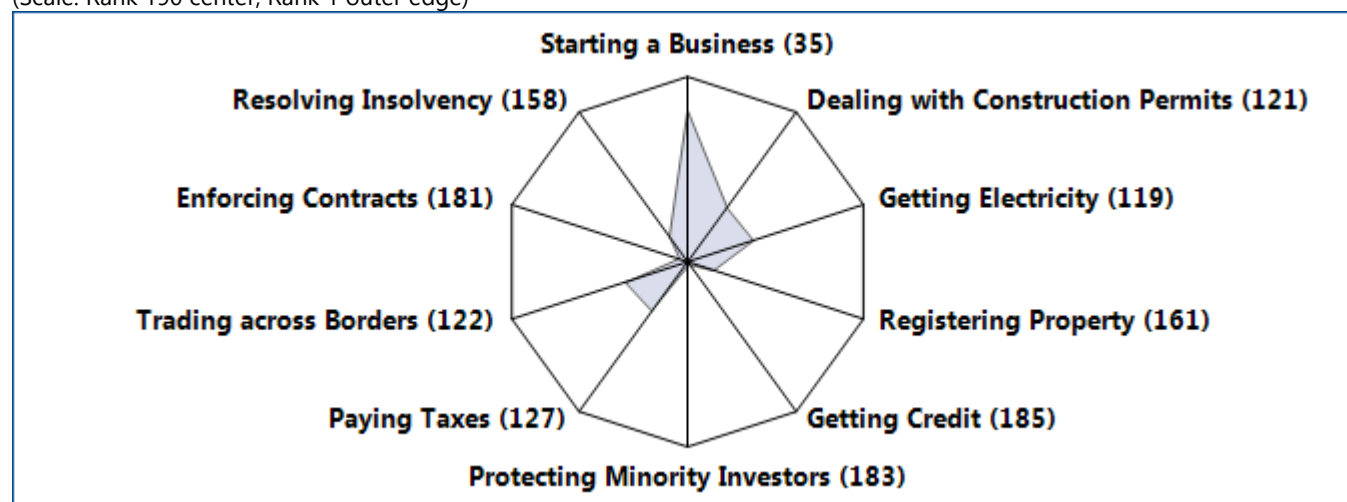 (Scale: Rank 190 center, Rank 1 outer edge)
Starting a Business (35)
Resolving Insolvency (158)
Dealing with Construction Permits (121)
Enforcing Contracts (181)
Getting Electricity (119)
Trading across Borders (122)
Registering Property (161)
Paying Taxes (127)
Getting Credit (185)
Protecting Minority Investors (183)